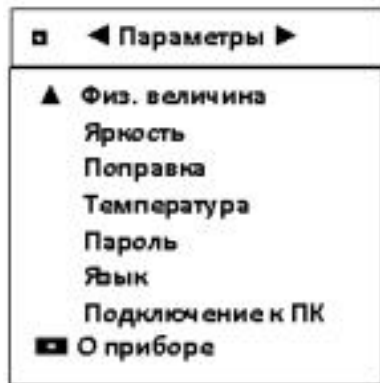 Параметры
Физ. величина
Яркость
Поправка
Температура
Пароль
Язык
Подключение к ПК
О приборе